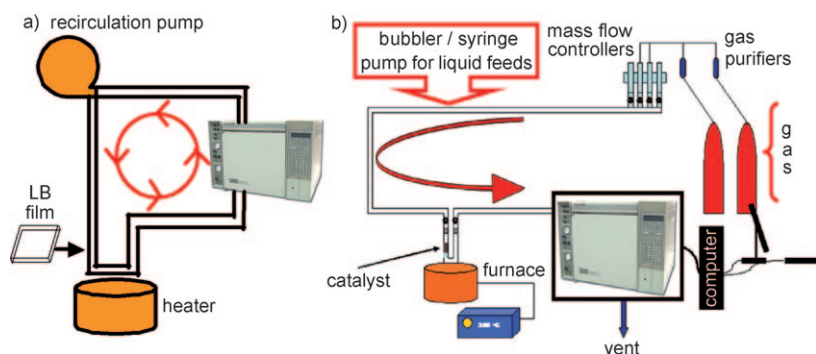 a)
recirculation pump
LB
film
heater
b)
bubbler / syringe
pump for liquid feeds
mass flow
controllers
gas
purifiers
g
a
s
catalyst
furnace
computer
vent